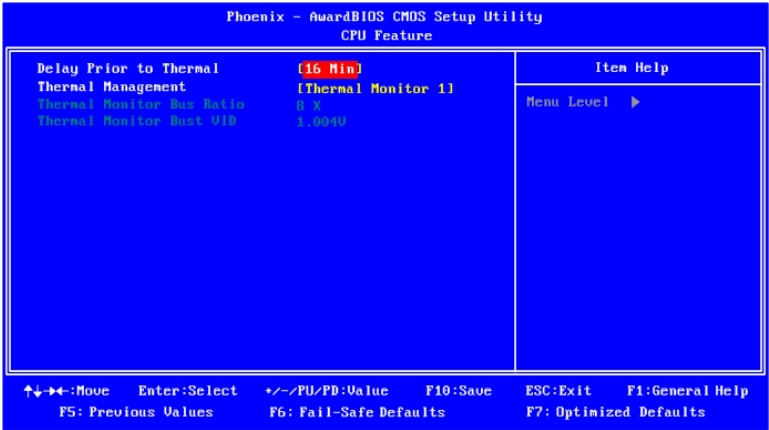 Phoenix - AwardBIOS CMOS Setup Utility
CPU Feature
Delay Prior to Thermal [16 Min]
Thermal Management [Thermal Monitor 1]
Thermal Monitor Bus Ratio 8 X
Thermal Monitor Bust VID 1.004V
Item Help
Menu Level ▶
↑↓→←:Move Enter:Select +/-/PU/PD:Value F10:Save ESC:Exit F1:General Help
F5: Previous Values F6: Fail-Safe Defaults F7: Optimized Defaults